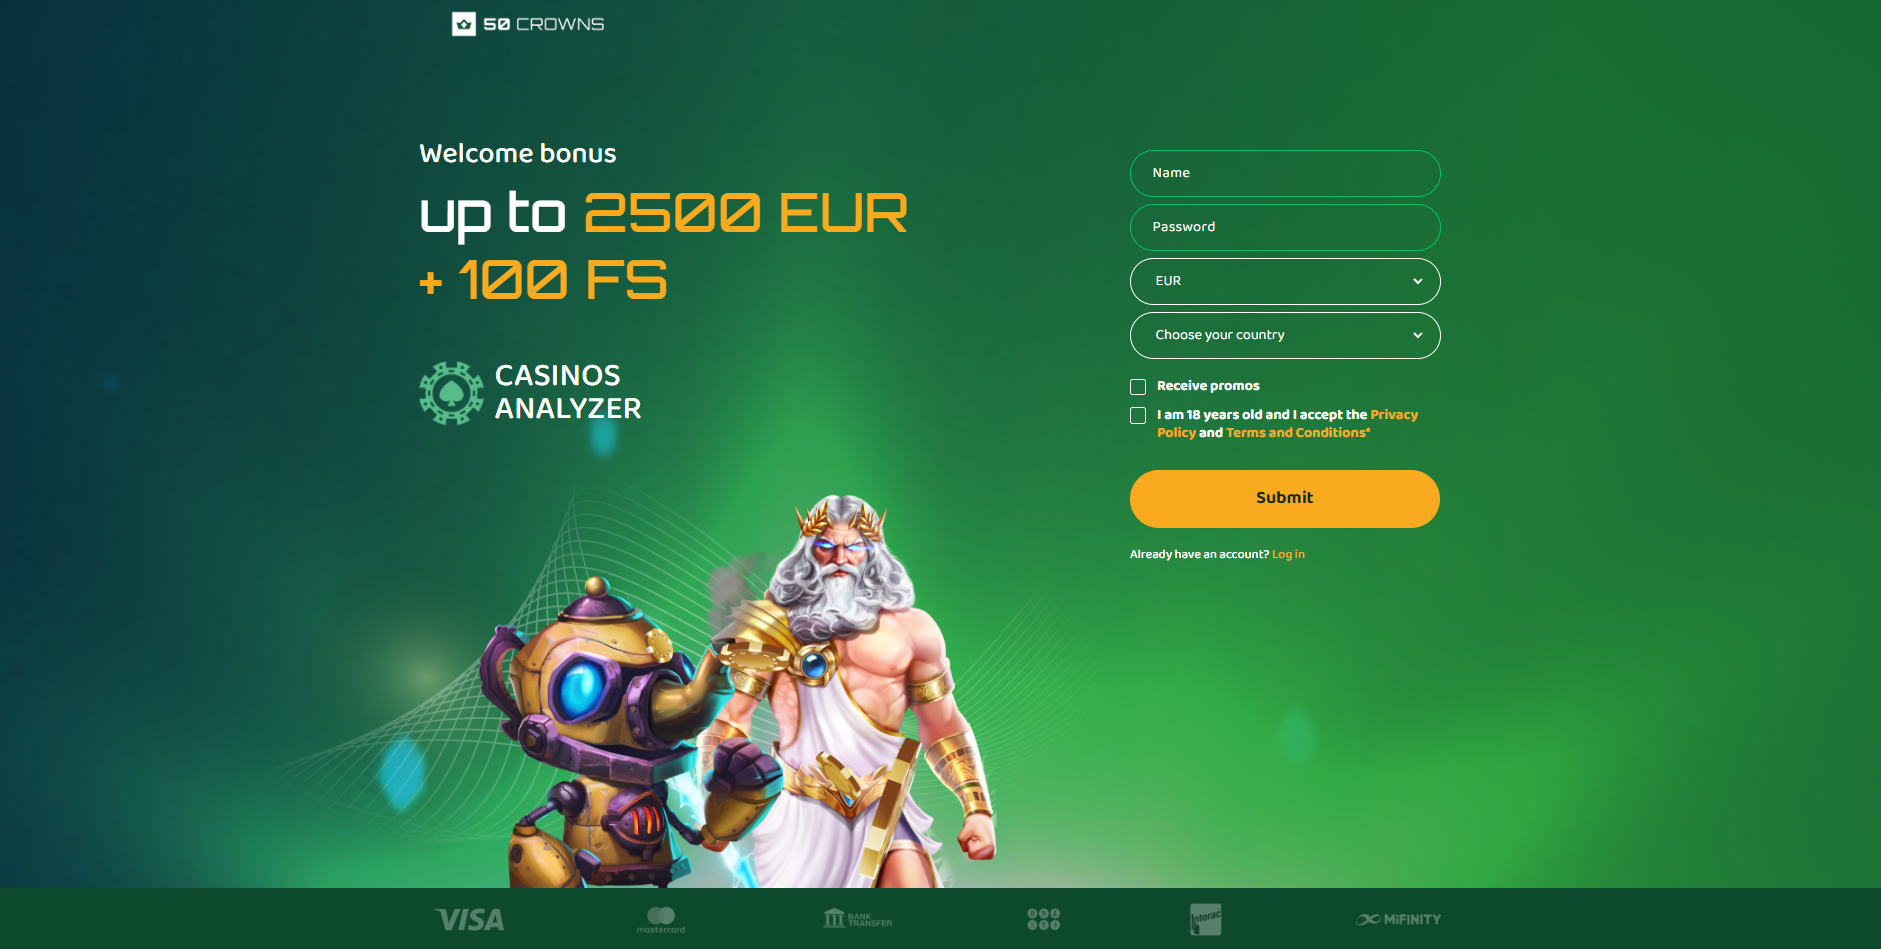 50 CROWNS
Welcome bonus
up to 2500 EUR
+ 100 FS
CASINOS
ANALYZER
Name
Password
EUR
Choose your country
Receive promos
I am 18 years old and I accept the Privacy
Policy and Terms and Conditions*
Submit
Already have an account? Log in
VISA
mastercard
BANK
TRANSFER
Interac
MiFINITY